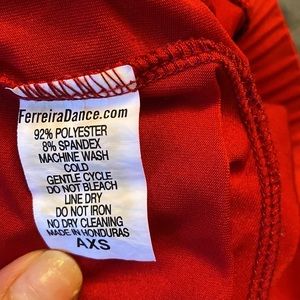 FerreiraDance.com
92% POLYESTER
8% SPANDEX
MACHINE WASH
COLD
GENTLE CYCLE
DO NOT BLEACH
LINE DRY
DO NOT IRON
NO DRY CLEANING
MADE IN HONDURAS
AXS